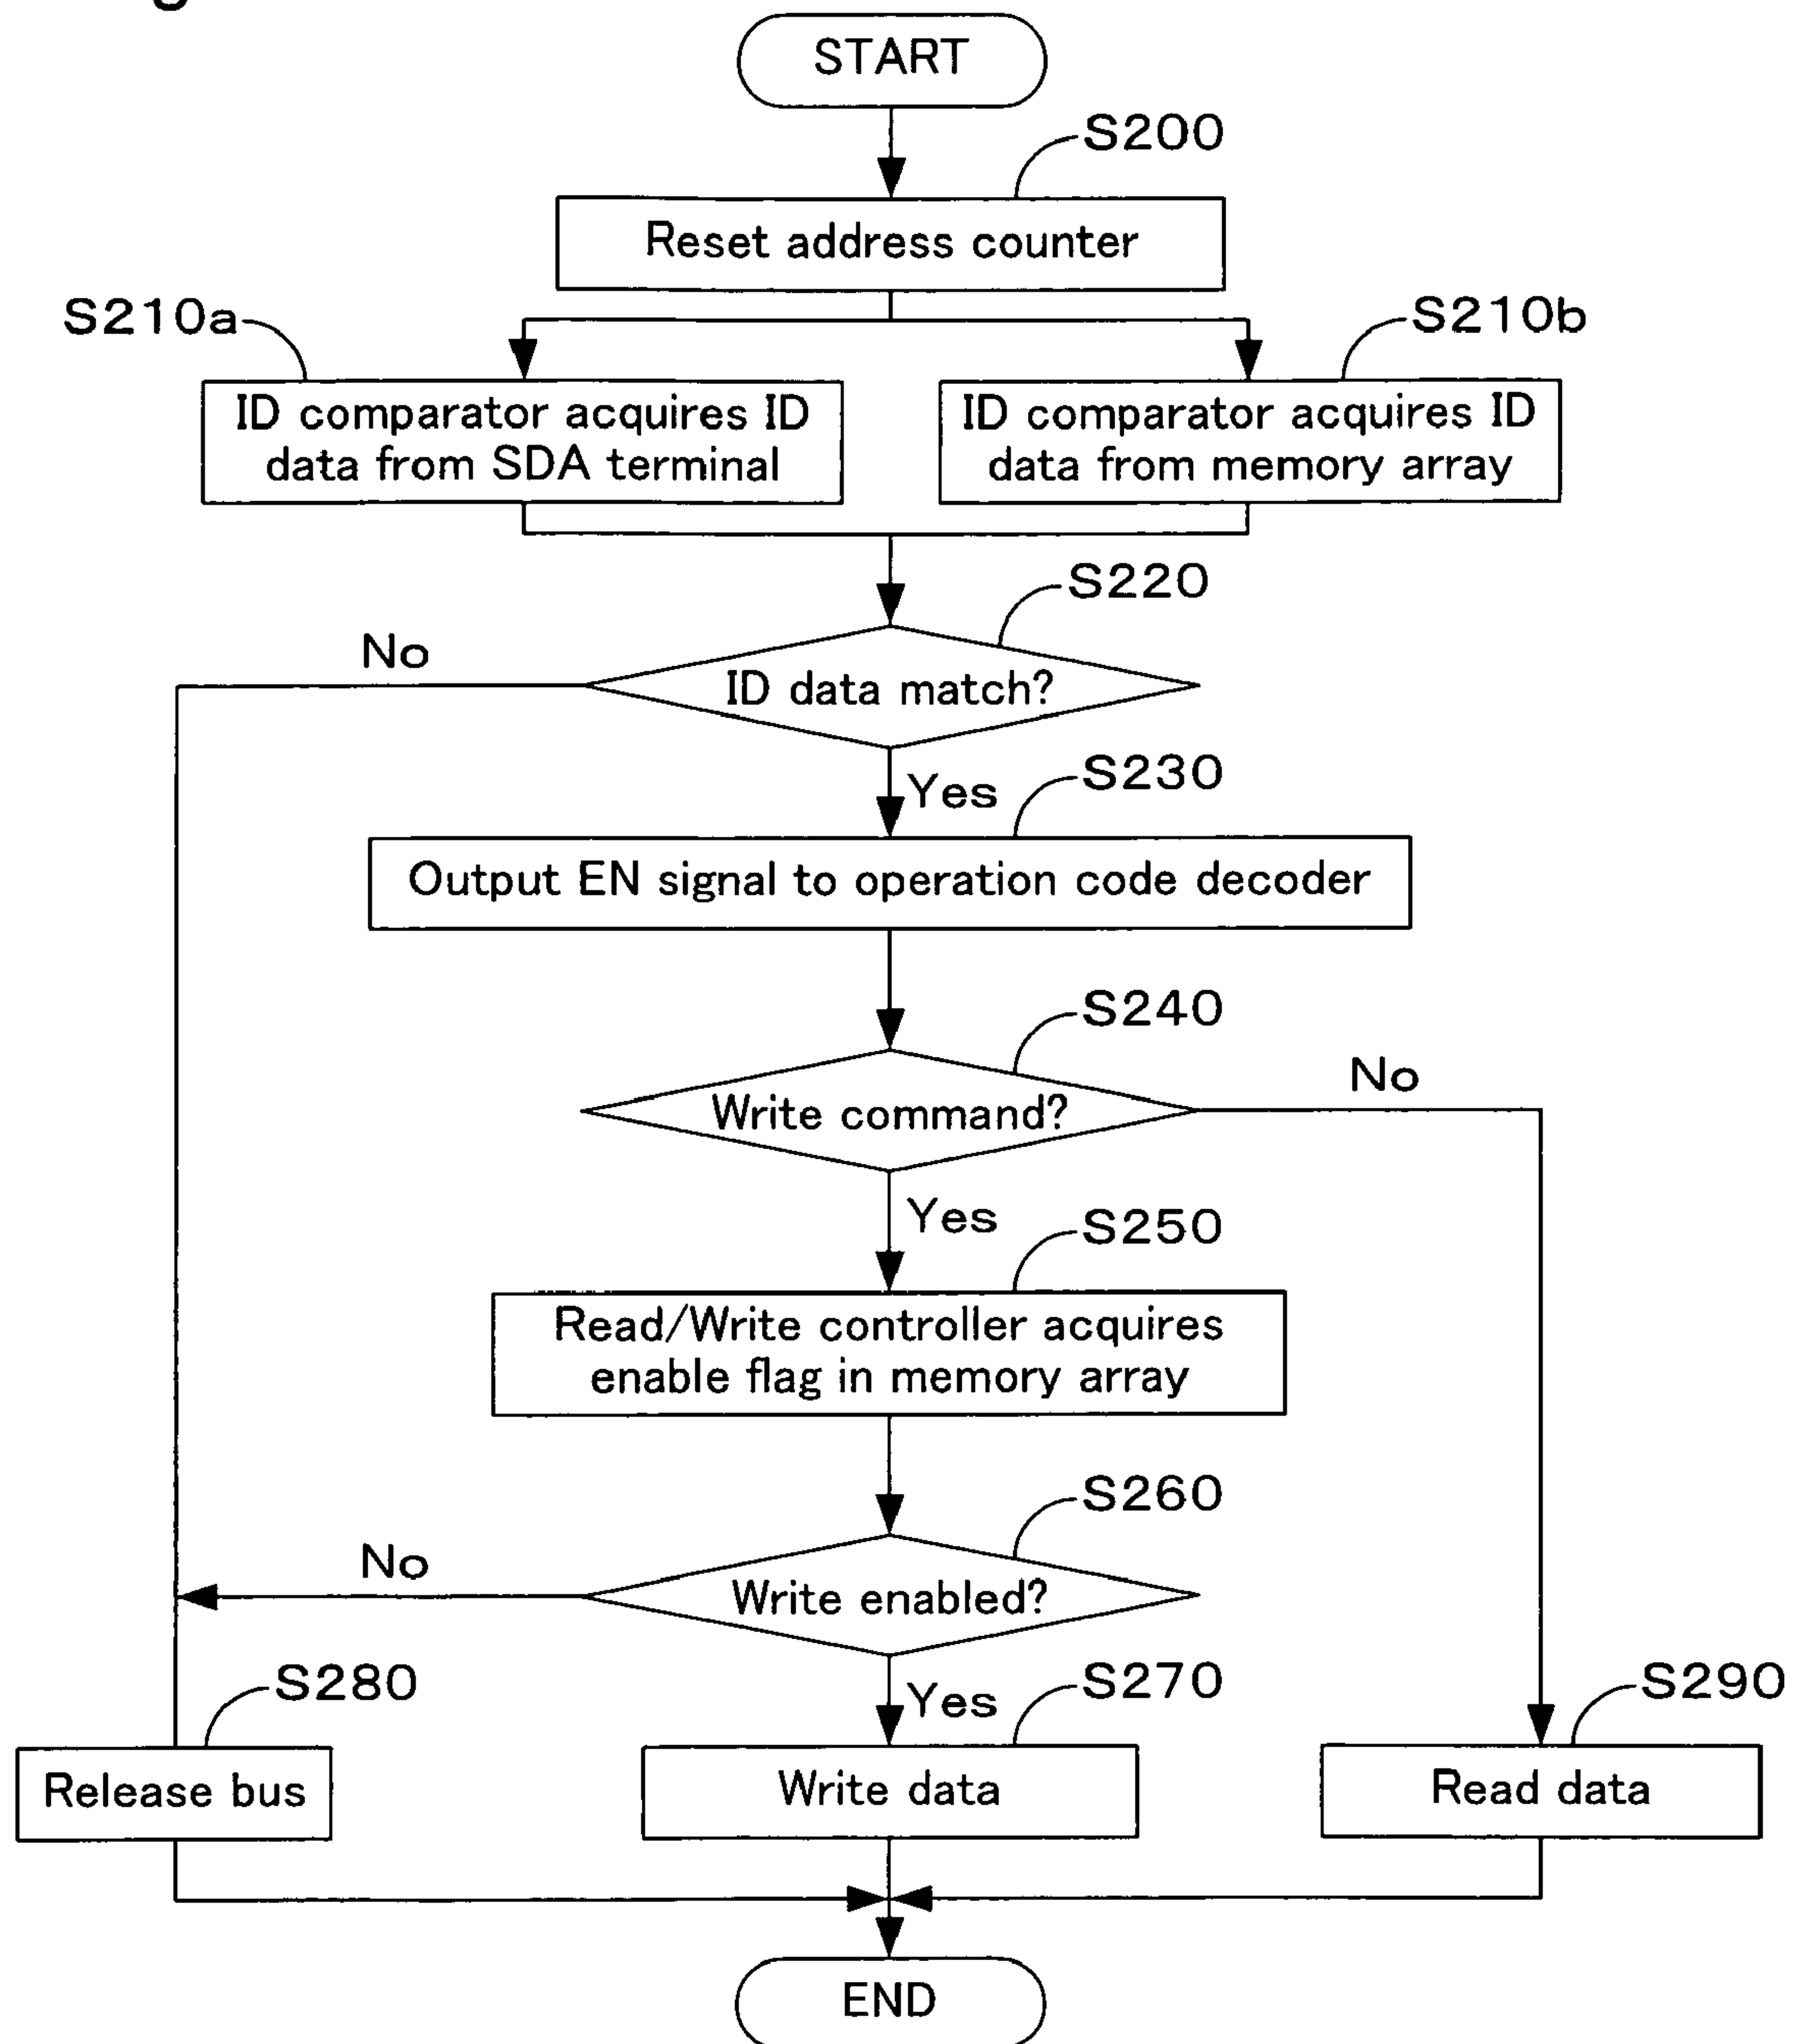 START
S200
Reset address counter
S210a
S210b
ID comparator acquires ID
data from SDA terminal
ID comparator acquires ID
data from memory array
S220
No
ID data match?
Yes
S230
Output EN signal to operation code decoder
S240
No
Write command?
Yes
S250
Read/Write controller acquires
enable flag in memory array
S260
No
Write enabled?
S280
Yes
S270
S290
Release bus
Write data
Read data
END